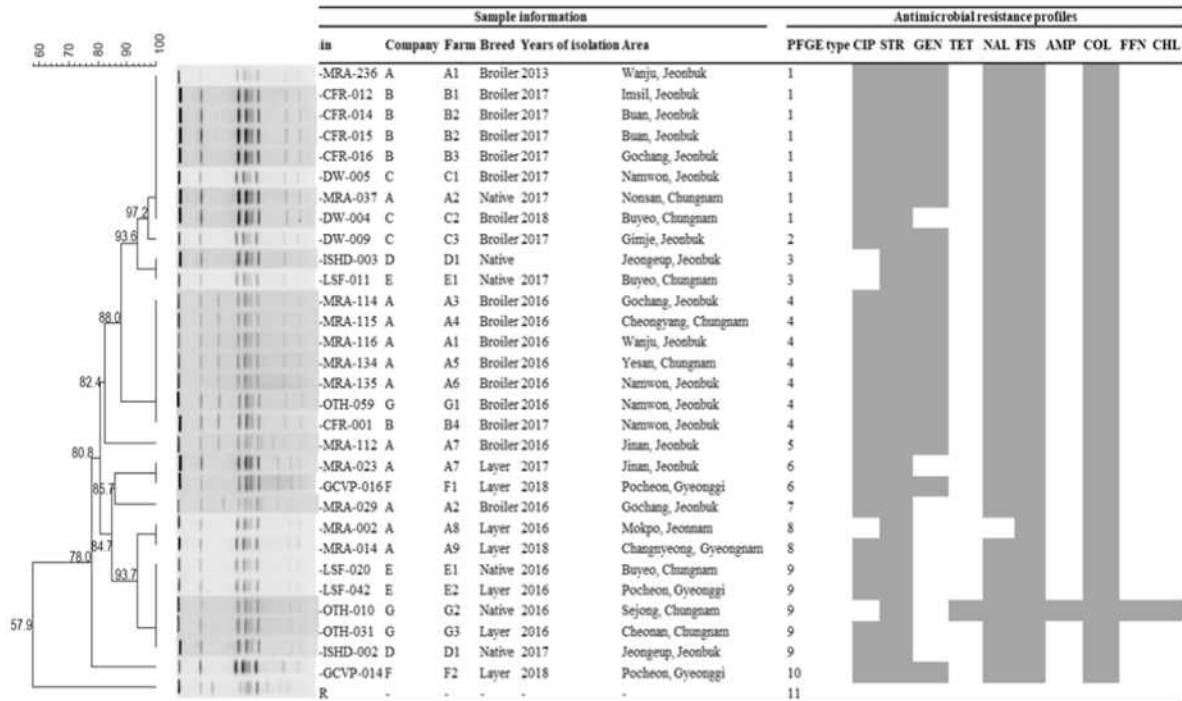 Sample information Antimicrobial resistance profiles
60 70 80 90 100 in Company Farm Breed Years of isolation Area PFGE type CIP STR GEN TET NAL FIS AMP COL FFN CHL
-MRA-236 A A1 Broiler 2013 Wanju, Jeonbuk 1
-CFR-012 B B1 Broiler 2017 Imsil, Jeonbuk 1
-CFR-014 B B2 Broiler 2017 Buan, Jeonbuk 1
-CFR-015 B B2 Broiler 2017 Buan, Jeonbuk 1
-CFR-016 B B3 Broiler 2017 Gochang, Jeonbuk 1
-DW-005 C C1 Broiler 2017 Namwon, Jeonbuk 1
-MRA-037 A A2 Native 2017 Nonsan, Chungnam 1
97.2 -DW-004 C C2 Broiler 2018 Buyeo, Chungnam 1
93.6 -DW-009 C C3 Broiler 2017 Gimje, Jeonbuk 2
-ISHD-003 D D1 Native Jeongeup, Jeonbuk 3
-LSF-011 E E1 Native 2017 Buyeo, Chungnam 3
-MRA-114 A A3 Broiler 2016 Gochang, Jeonbuk 4
88.0 -MRA-115 A A4 Broiler 2016 Cheongyang, Chungnam 4
-MRA-116 A A1 Broiler 2016 Wanju, Jeonbuk 4
-MRA-134 A A5 Broiler 2016 Yesan, Chungnam 4
82.4 -MRA-135 A A6 Broiler 2016 Namwon, Jeonbuk 4
-OTH-059 G G1 Broiler 2016 Namwon, Jeonbuk 4
-CFR-001 B B4 Broiler 2017 Namwon, Jeonbuk 4
-MRA-112 A A7 Broiler 2016 Jinan, Jeonbuk 5
80.8 -MRA-023 A A7 Layer 2017 Jinan, Jeonbuk 6
85.7 -GCVP-016 F F1 Layer 2018 Pocheon, Gyeonggi 6
-MRA-029 A A2 Broiler 2016 Gochang, Jeonbuk 7
-MRA-002 A A8 Layer 2016 Mokpo, Jeonnam 8
84.7 -MRA-014 A A9 Layer 2018 Changnyeong, Gyeongnam 8
78.0 93.7 -LSF-020 E E1 Native 2016 Buyeo, Chungnam 9
-LSF-042 E E2 Layer 2016 Pocheon, Gyeonggi 9
-OTH-010 G G2 Native 2016 Sejong, Chungnam 9
57.9 -OTH-031 G G3 Layer 2016 Cheonan, Chungnam 9
-ISHD-002 D D1 Native 2017 Jeongeup, Jeonbuk 9
-GCVP-014 F F2 Layer 2018 Pocheon, Gyeonggi 10
R - - - - - 11